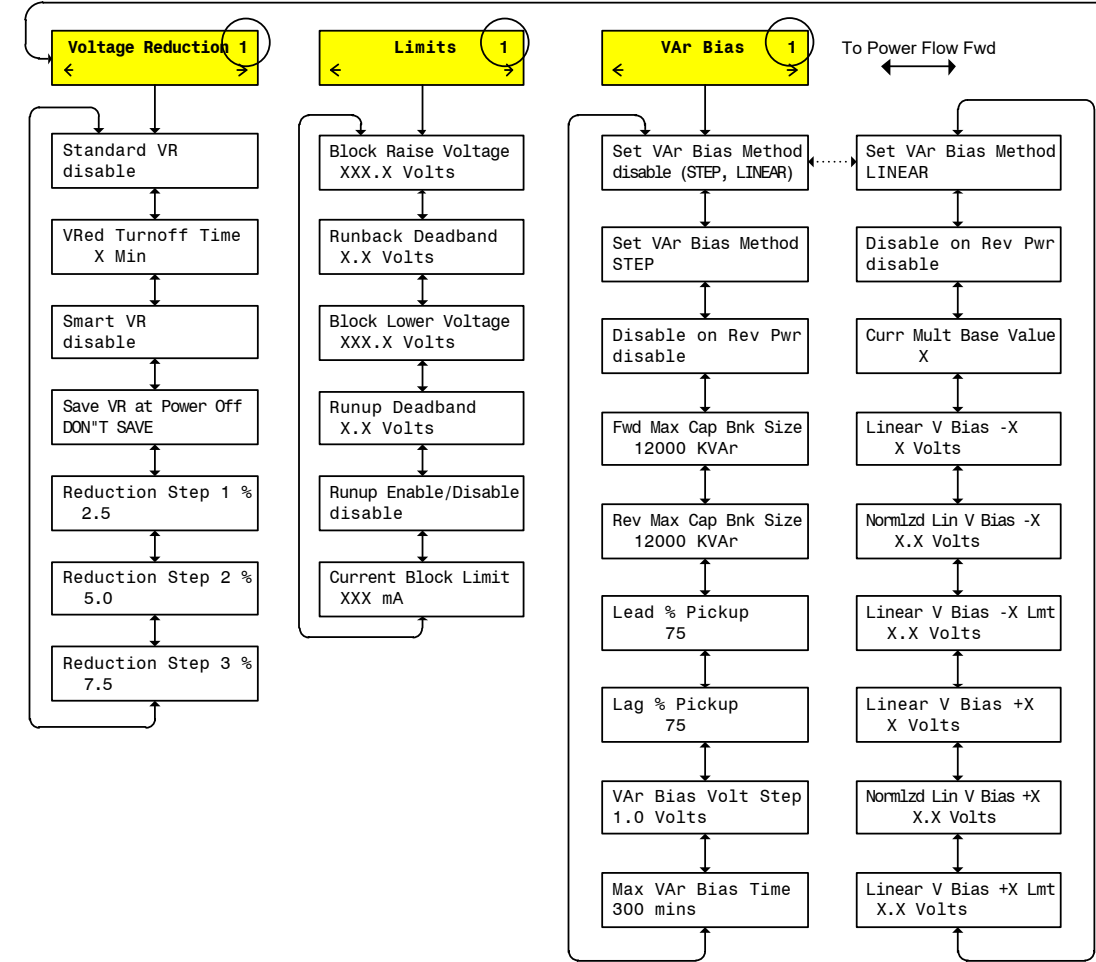 Voltage Reduction 1
Standard VR
disable
VRed Turnoff Time
X Min
Smart VR
disable
Save VR at Power Off
DON"T SAVE
Reduction Step 1 %
2.5
Reduction Step 2 %
5.0
Reduction Step 3 %
7.5
Limits 1
Block Raise Voltage
XXX.X Volts
Runback Deadband
X.X Volts
Block Lower Voltage
XXX.X Volts
Runup Deadband
X.X Volts
Runup Enable/Disable
disable
Current Block Limit
XXX mA
VAr Bias 1
Set VAr Bias Method
disable (STEP, LINEAR)
Set VAr Bias Method
STEP
Disable on Rev Pwr
disable
Fwd Max Cap Bnk Size
12000 KVAr
Rev Max Cap Bnk Size
12000 KVAr
Lead % Pickup
75
Lag % Pickup
75
VAr Bias Volt Step
1.0 Volts
Max VAr Bias Time
300 mins
To Power Flow Fwd
Set VAr Bias Method
LINEAR
Disable on Rev Pwr
disable
Curr Mult Base Value
X
Linear V Bias -X
X Volts
Normlzd Lin V Bias -X
X.X Volts
Linear V Bias -X Lmt
X.X Volts
Linear V Bias +X
X Volts
Normlzd Lin V Bias +X
X.X Volts
Linear V Bias +X Lmt
X.X Volts